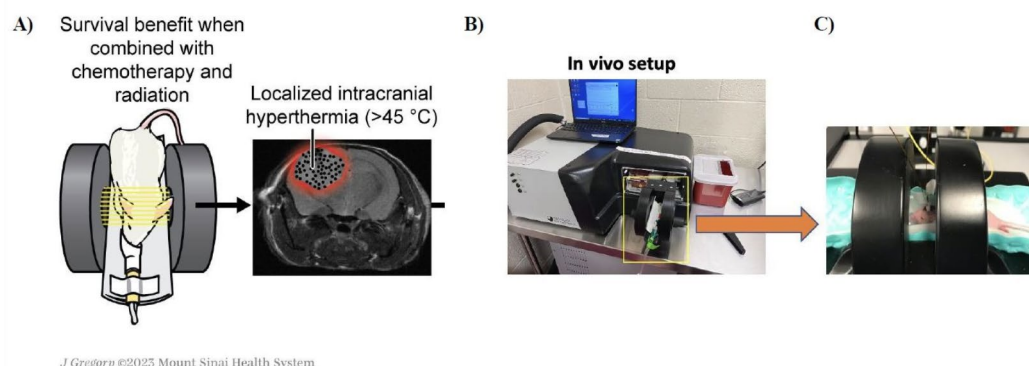 A)
Survival benefit when
combined with
chemotherapy and
radiation
Localized intracranial
hyperthermia (>45 °C)
J Gregory ©2023 Mount Sinai Health System
B)
In vivo setup
C)